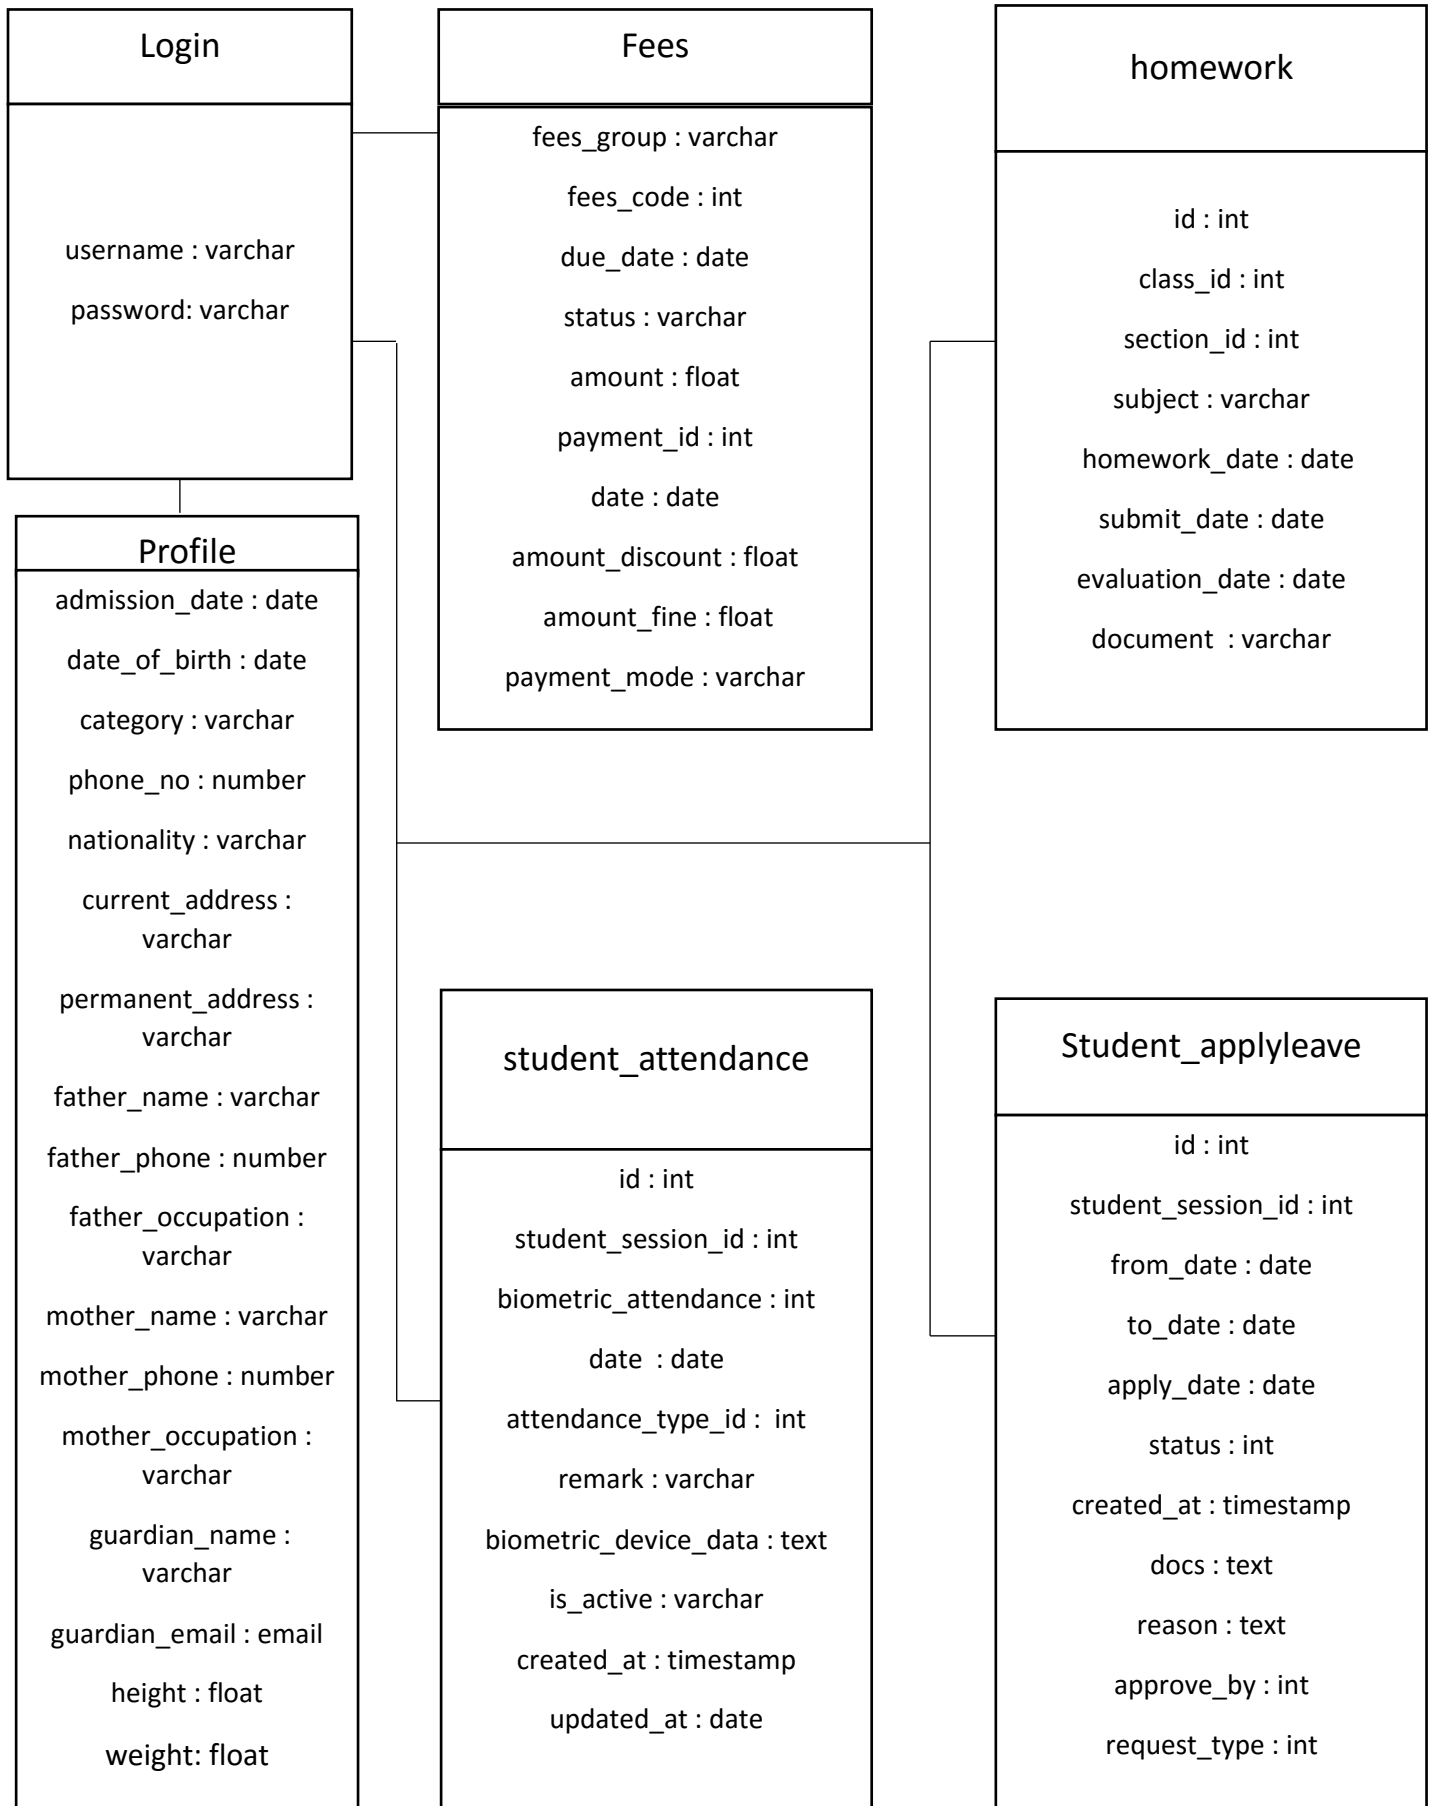 Login
username : varchar
password: varchar
Fees
fees_group : varchar
fees_code : int
due_date : date
status : varchar
amount : float
payment_id : int
date : date
amount_discount : float
amount_fine : float
payment_mode : varchar
homework
id : int
class_id : int
section_id : int
subject : varchar
homework_date : date
submit_date : date
evaluation_date : date
document : varchar
Profile
admission_date : date
date_of_birth : date
category : varchar
phone_no : number
nationality : varchar
current_address :
varchar
permanent_address :
varchar
father_name : varchar
father_phone : number
father_occupation :
varchar
mother_name : varchar
mother_phone : number
mother_occupation :
varchar
guardian_name :
varchar
guardian_email : email
height : float
weight: float
student_attendance
id : int
student_session_id : int
biometric_attendance : int
date : date
attendance_type_id : int
remark : varchar
biometric_device_data : text
is_active : varchar
created_at : timestamp
updated_at : date
Student_applyleave
id : int
student_session_id : int
from_date : date
to_date : date
apply_date : date
status : int
created_at : timestamp
docs : text
reason : text
approve_by : int
request_type : int